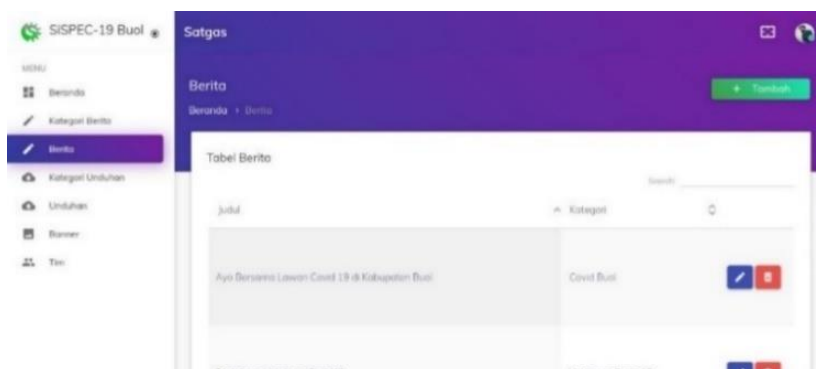 SiSPEC-19 Buol
Satgas
MENU
Beranda
Kategori Berita
Berita
Kategori Unduhan
Unduhan
Banner
Tim
Berita
Beranda › Berita
+ Tambah
Tabel Berita
Search:
Judul
Kategori
Ayo Bersama Lawan Covid 19 di Kabupaten Buol
Covid Buol